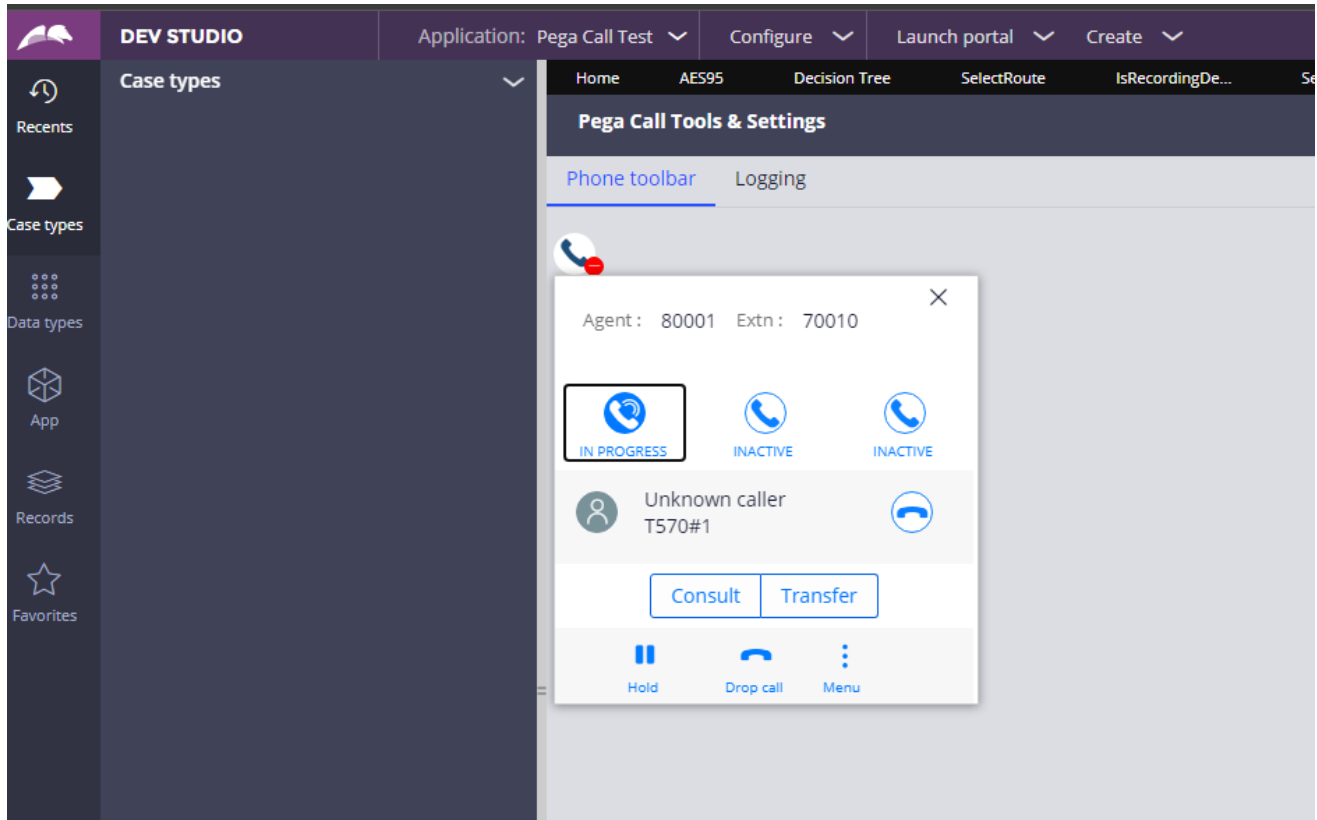 DEV STUDIO
Application: Pega Call Test
Configure
Launch portal
Create
Recents
Case types
Data types
App
Records
Favorites
Case types
Home AES95 Decision Tree SelectRoute IsRecordingDe... Se
Pega Call Tools & Settings
Phone toolbar Logging
Agent : 80001 Extn : 70010
IN PROGRESS INACTIVE INACTIVE
Unknown caller
T570#1
Consult Transfer
Hold Drop call Menu